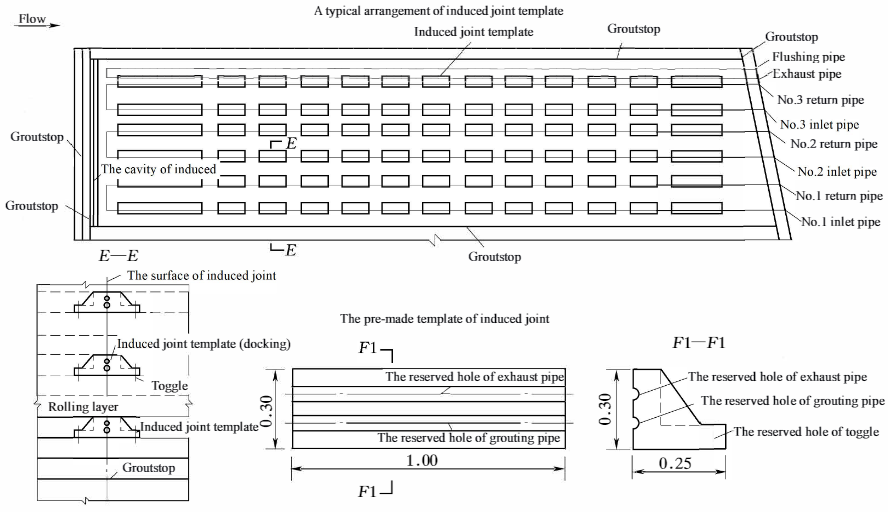 A typical arrangement of induced joint template
Flow
Induced joint template
Groutstop
Groutstop
Flushing pipe
Exhaust pipe
No.3 return pipe
No.3 inlet pipe
No.2 return pipe
No.2 inlet pipe
No.1 return pipe
No.1 inlet pipe
Groutstop
E
The cavity of induced
Groutstop
E
Groutstop
E—E
The surface of induced joint
Induced joint template (docking)
Toggle
Rolling layer
Induced joint template
Groutstop
The pre-made template of induced joint
F1
The reserved hole of exhaust pipe
0.30
The reserved hole of grouting pipe
1.00
F1
F1—F1
The reserved hole of exhaust pipe
0.30
The reserved hole of grouting pipe
The reserved hole of toggle
0.25